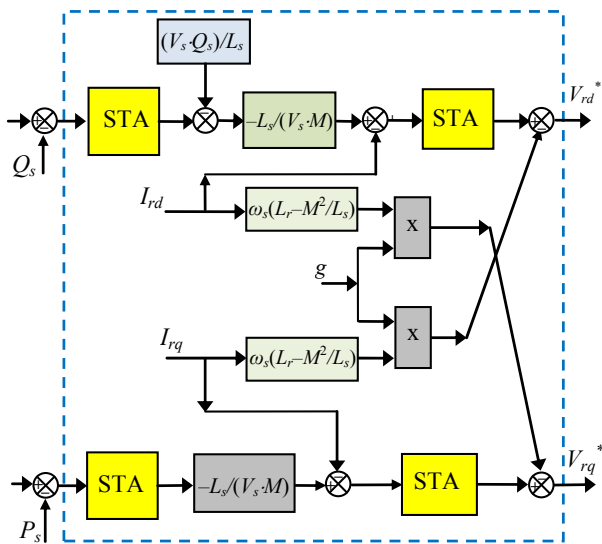 (V_s·Q_s)/L_s
V_rd*
STA
–L_s/(V_s·M)
STA
Q_s
I_rd
ω_s(L_r–M²/L_s)
x
g
I_rq
ω_s(L_r–M²/L_s)
x
V_rq*
STA
–L_s/(V_s·M)
STA
P_s